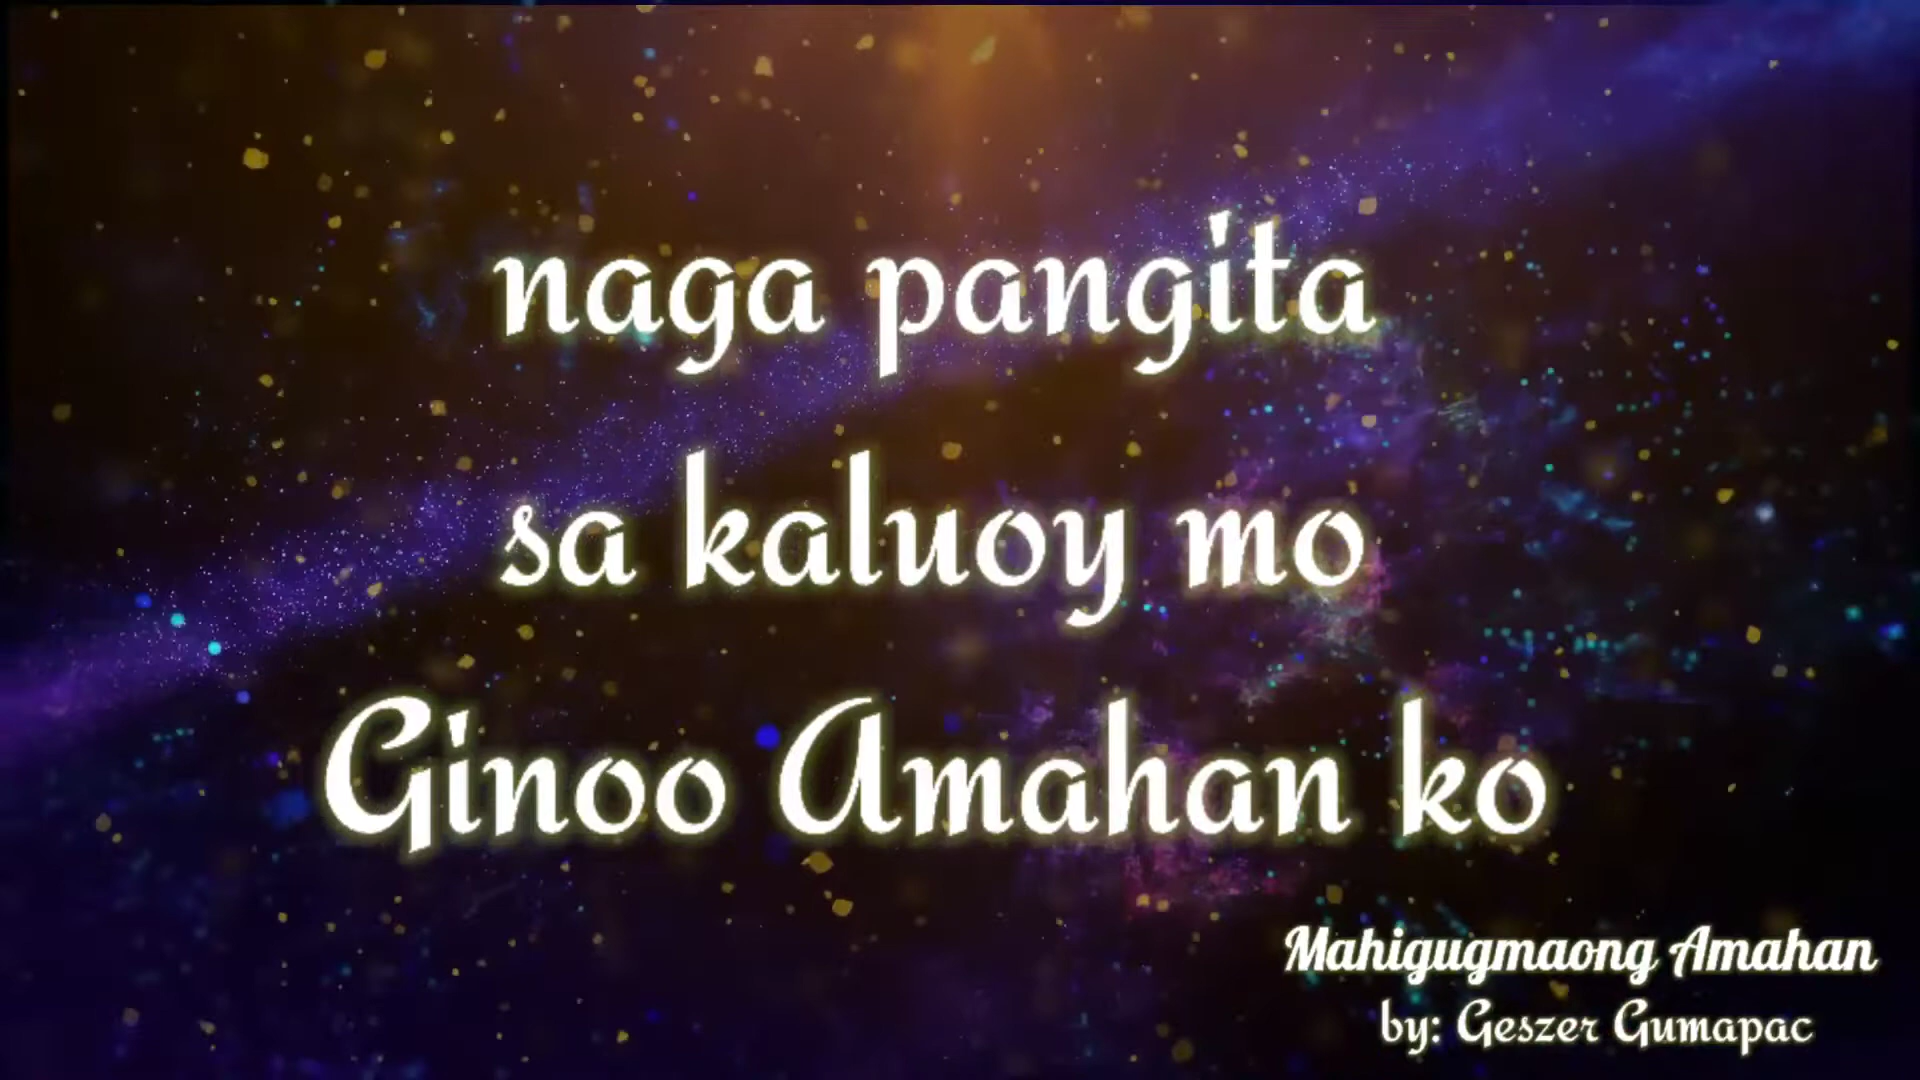 naga pangita
sa kaluoy mo
Ginoo Amahan ko
Mahigugmaong Amahan
by: Geszer Gumapac